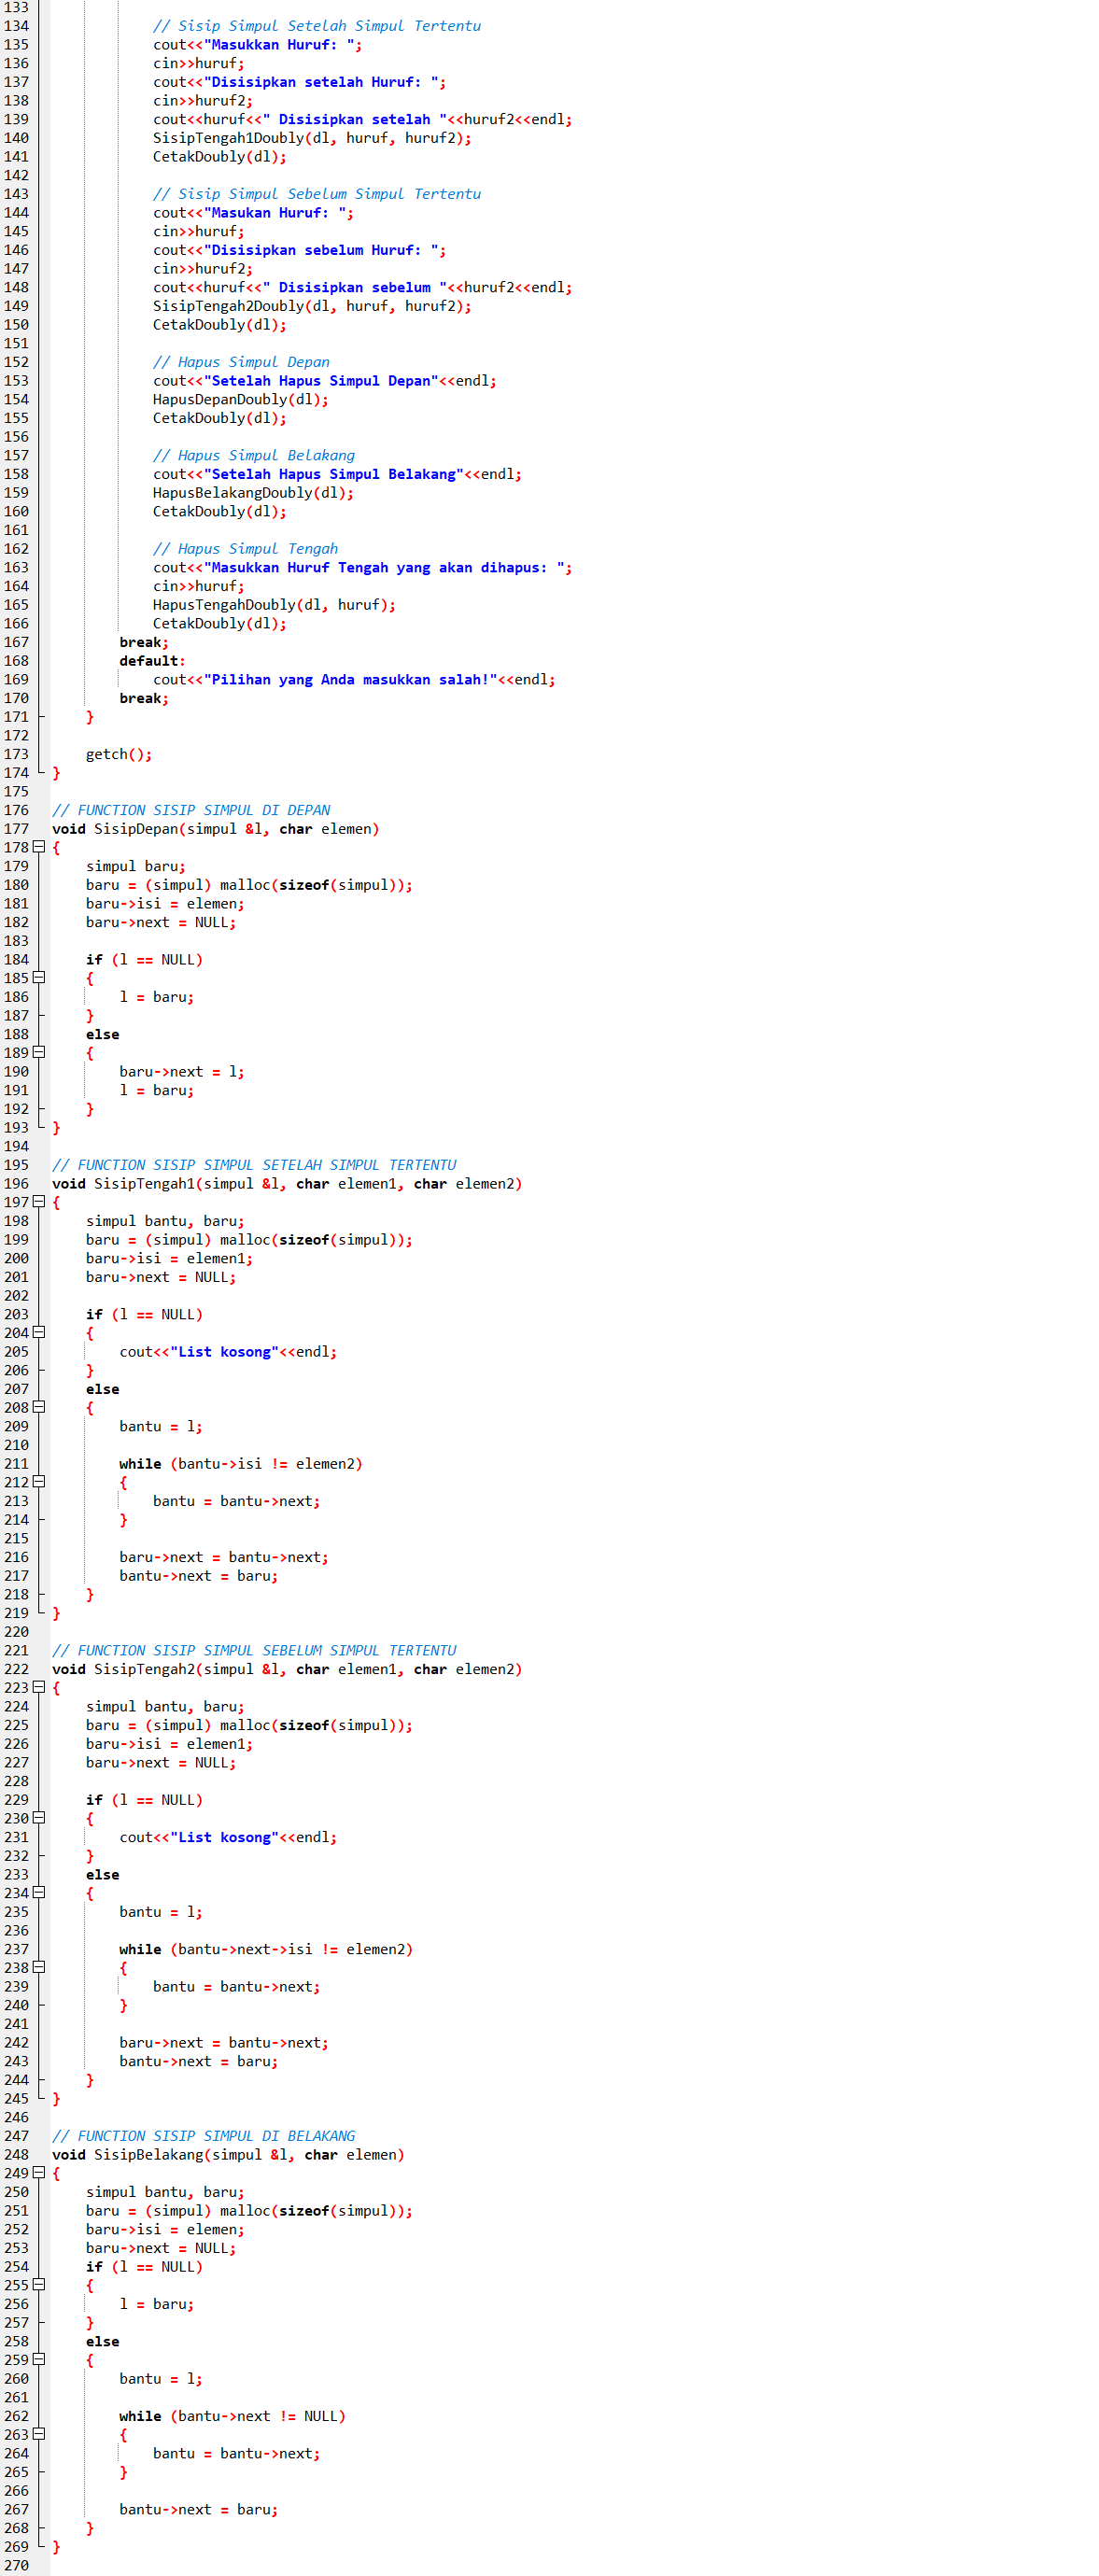 133
134 // Sisip Simpul Setelah Simpul Tertentu
135 cout<<"Masukkan Huruf: ";
136 cin>>huruf;
137 cout<<"Disisipkan setelah Huruf: ";
138 cin>>huruf2;
139 cout<<huruf<<" Disisipkan setelah "<<huruf2<<endl;
140 SisipTengah1Doubly(dl, huruf, huruf2);
141 CetakDoubly(dl);
142
143 // Sisip Simpul Sebelum Simpul Tertentu
144 cout<<"Masukan Huruf: ";
145 cin>>huruf;
146 cout<<"Disisipkan sebelum Huruf: ";
147 cin>>huruf2;
148 cout<<huruf<<" Disisipkan sebelum "<<huruf2<<endl;
149 SisipTengah2Doubly(dl, huruf, huruf2);
150 CetakDoubly(dl);
151
152 // Hapus Simpul Depan
153 cout<<"Setelah Hapus Simpul Depan"<<endl;
154 HapusDepanDoubly(dl);
155 CetakDoubly(dl);
156
157 // Hapus Simpul Belakang
158 cout<<"Setelah Hapus Simpul Belakang"<<endl;
159 HapusBelakangDoubly(dl);
160 CetakDoubly(dl);
161
162 // Hapus Simpul Tengah
163 cout<<"Masukkan Huruf Tengah yang akan dihapus: ";
164 cin>>huruf;
165 HapusTengahDoubly(dl, huruf);
166 CetakDoubly(dl);
167 break;
168 default:
169 cout<<"Pilihan yang Anda masukkan salah!"<<endl;
170 break;
171 }
172
173 getch();
174 }
175
176 // FUNCTION SISIP SIMPUL DI DEPAN
177 void SisipDepan(simpul &l, char elemen)
178 {
179 simpul baru;
180 baru = (simpul) malloc(sizeof(simpul));
181 baru->isi = elemen;
182 baru->next = NULL;
183
184 if (l == NULL)
185 {
186 l = baru;
187 }
188 else
189 {
190 baru->next = l;
191 l = baru;
192 }
193 }
194
195 // FUNCTION SISIP SIMPUL SETELAH SIMPUL TERTENTU
196 void SisipTengah1(simpul &l, char elemen1, char elemen2)
197 {
198 simpul bantu, baru;
199 baru = (simpul) malloc(sizeof(simpul));
200 baru->isi = elemen1;
201 baru->next = NULL;
202
203 if (l == NULL)
204 {
205 cout<<"List kosong"<<endl;
206 }
207 else
208 {
209 bantu = l;
210
211 while (bantu->isi != elemen2)
212 {
213 bantu = bantu->next;
214 }
215
216 baru->next = bantu->next;
217 bantu->next = baru;
218 }
219 }
220
221 // FUNCTION SISIP SIMPUL SEBELUM SIMPUL TERTENTU
222 void SisipTengah2(simpul &l, char elemen1, char elemen2)
223 {
224 simpul bantu, baru;
225 baru = (simpul) malloc(sizeof(simpul));
226 baru->isi = elemen1;
227 baru->next = NULL;
228
229 if (l == NULL)
230 {
231 cout<<"List kosong"<<endl;
232 }
233 else
234 {
235 bantu = l;
236
237 while (bantu->next->isi != elemen2)
238 {
239 bantu = bantu->next;
240 }
241
242 baru->next = bantu->next;
243 bantu->next = baru;
244 }
245 }
246
247 // FUNCTION SISIP SIMPUL DI BELAKANG
248 void SisipBelakang(simpul &l, char elemen)
249 {
250 simpul bantu, baru;
251 baru = (simpul) malloc(sizeof(simpul));
252 baru->isi = elemen;
253 baru->next = NULL;
254 if (l == NULL)
255 {
256 l = baru;
257 }
258 else
259 {
260 bantu = l;
261
262 while (bantu->next != NULL)
263 {
264 bantu = bantu->next;
265 }
266
267 bantu->next = baru;
268 }
269 }
270